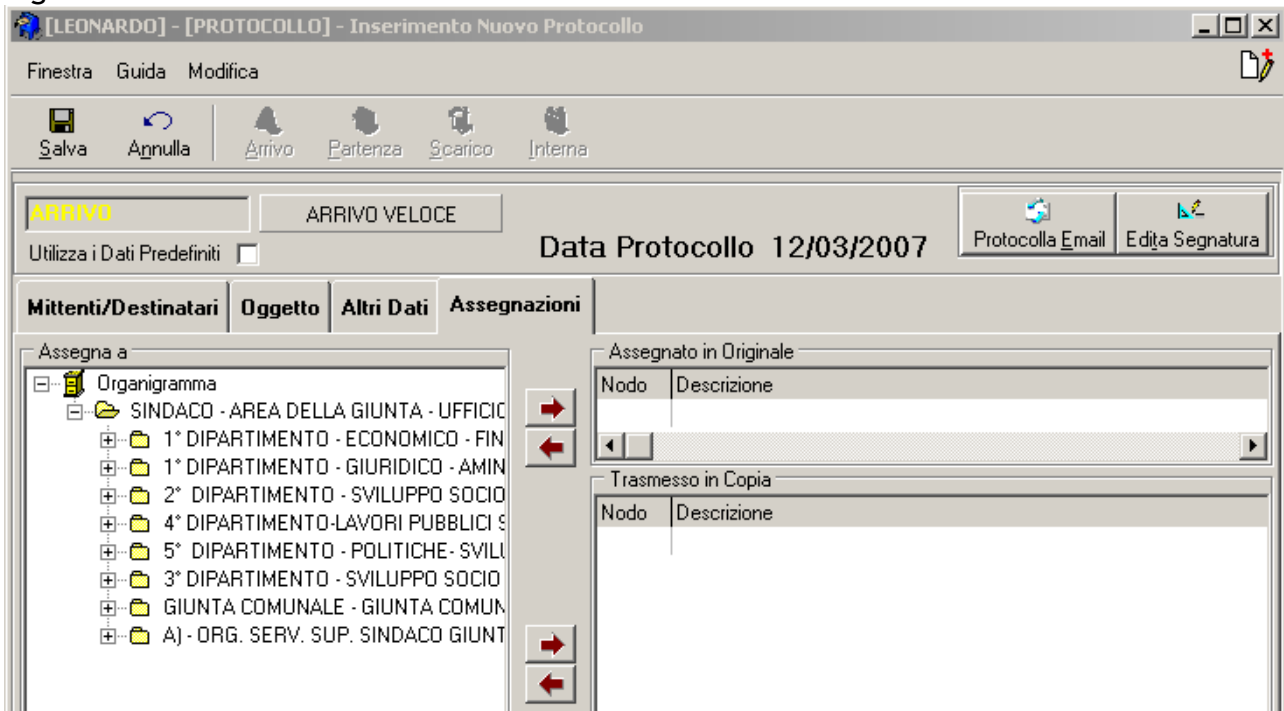 [LEONARDO] - [PROTOCOLLO] - Inserimento Nuovo Protocollo
Finestra Guida Modifica
Salva Annulla Arrivo Partenza Scarico Interna
ARRIVO ARRIVO VELOCE
Utilizza i Dati Predefiniti
Data Protocollo 12/03/2007
Protocolla Email Edita Segnatura
Mittenti/Destinatari Oggetto Altri Dati Assegnazioni
Assegna a
Organigramma
SINDACO - AREA DELLA GIUNTA - UFFICIO
1° DIPARTIMENTO - ECONOMICO - FIN
1° DIPARTIMENTO - GIURIDICO - AMIN
2° DIPARTIMENTO - SVILUPPO SOCIO
4° DIPARTIMENTO-LAVORI PUBBLICI S
5° DIPARTIMENTO - POLITICHE- SVILU
3° DIPARTIMENTO - SVILUPPO SOCIO
GIUNTA COMUNALE - GIUNTA COMUN
A) - ORG. SERV. SUP. SINDACO GIUNT
Assegnato in Originale
Nodo Descrizione
Trasmesso in Copia
Nodo Descrizione